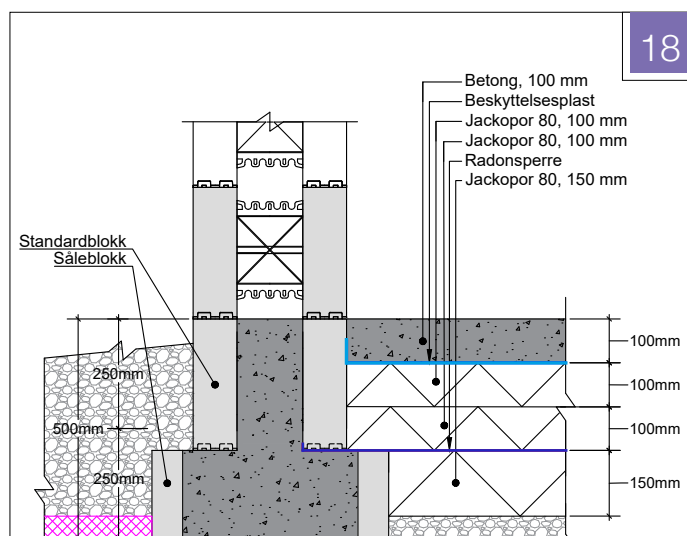 18
Betong, 100 mm
Beskyttelsesplast
Jackopor 80, 100 mm
Jackopor 80, 100 mm
Radonsperre
Jackopor 80, 150 mm
Standardblokk
Såleblokk
250mm
500mm
250mm
100mm
100mm
100mm
150mm